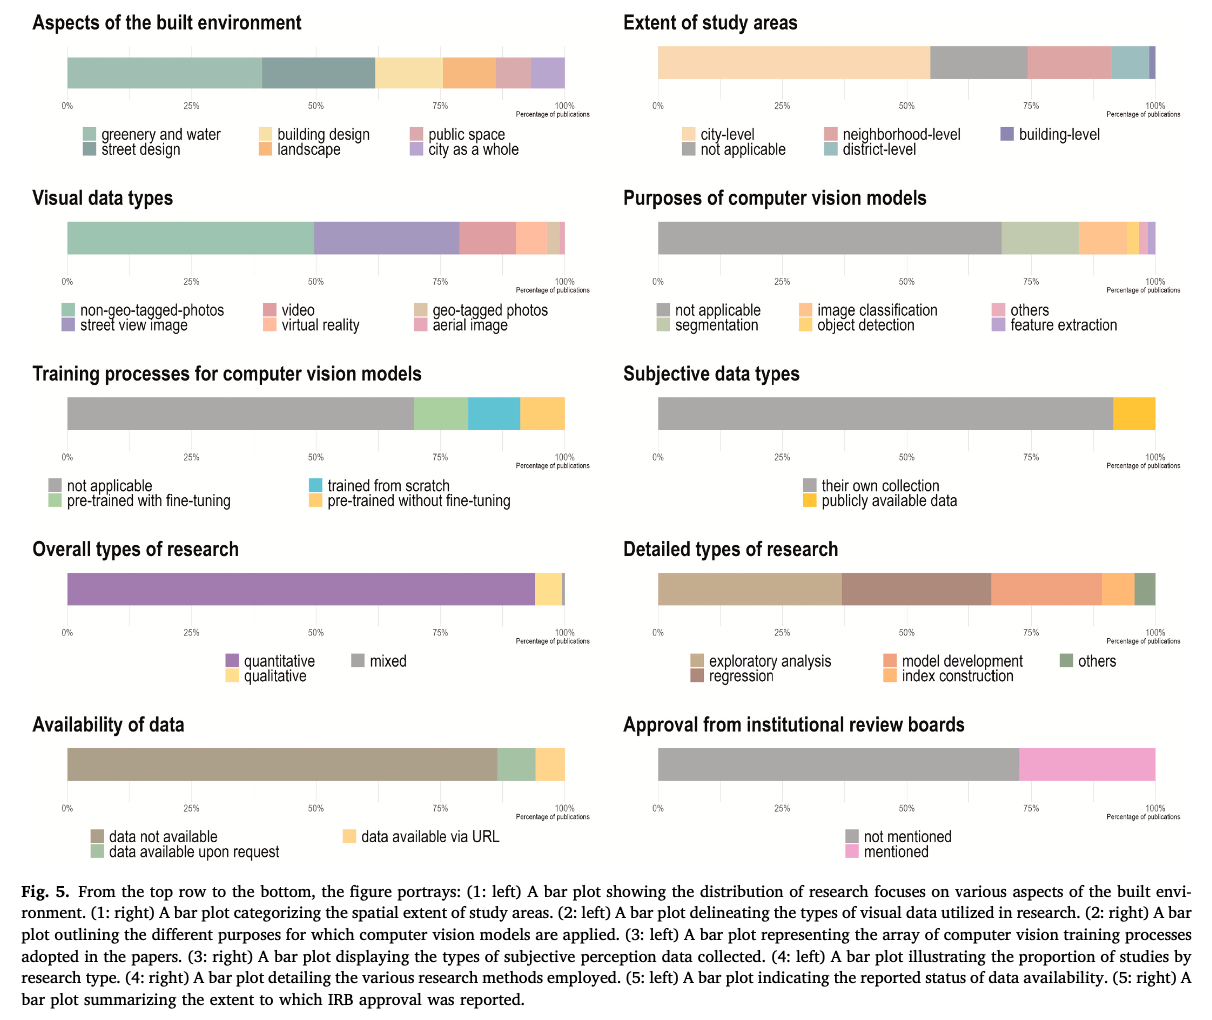 Aspects of the built environment
0% 25% 50% 75% 100%
Percentage of publications
greenery and water building design public space
street design landscape city as a whole
Extent of study areas
0% 25% 50% 75% 100%
Percentage of publications
city-level neighborhood-level building-level
not applicable district-level
Visual data types
0% 25% 50% 75% 100%
Percentage of publications
non-geo-tagged-photos video geo-tagged photos
street view image virtual reality aerial image
Purposes of computer vision models
0% 25% 50% 75% 100%
Percentage of publications
not applicable image classification others
segmentation object detection feature extraction
Training processes for computer vision models
0% 25% 50% 75% 100%
Percentage of publications
not applicable trained from scratch
pre-trained with fine-tuning pre-trained without fine-tuning
Subjective data types
0% 25% 50% 75% 100%
Percentage of publications
their own collection
publicly available data
Overall types of research
0% 25% 50% 75% 100%
Percentage of publications
quantitative mixed
qualitative
Detailed types of research
0% 25% 50% 75% 100%
Percentage of publications
exploratory analysis model development others
regression index construction
Availability of data
0% 25% 50% 75% 100%
Percentage of publications
data not available data available via URL
data available upon request
Approval from institutional review boards
0% 25% 50% 75% 100%
Percentage of publications
not mentioned
mentioned
Fig. 5. From the top row to the bottom, the figure portrays: (1: left) A bar plot showing the distribution of research focuses on various aspects of the built envi-
ronment. (1: right) A bar plot categorizing the spatial extent of study areas. (2: left) A bar plot delineating the types of visual data utilized in research. (2: right) A bar
plot outlining the different purposes for which computer vision models are applied. (3: left) A bar plot representing the array of computer vision training processes
adopted in the papers. (3: right) A bar plot displaying the types of subjective perception data collected. (4: left) A bar plot illustrating the proportion of studies by
research type. (4: right) A bar plot detailing the various research methods employed. (5: left) A bar plot indicating the reported status of data availability. (5: right) A
bar plot summarizing the extent to which IRB approval was reported.